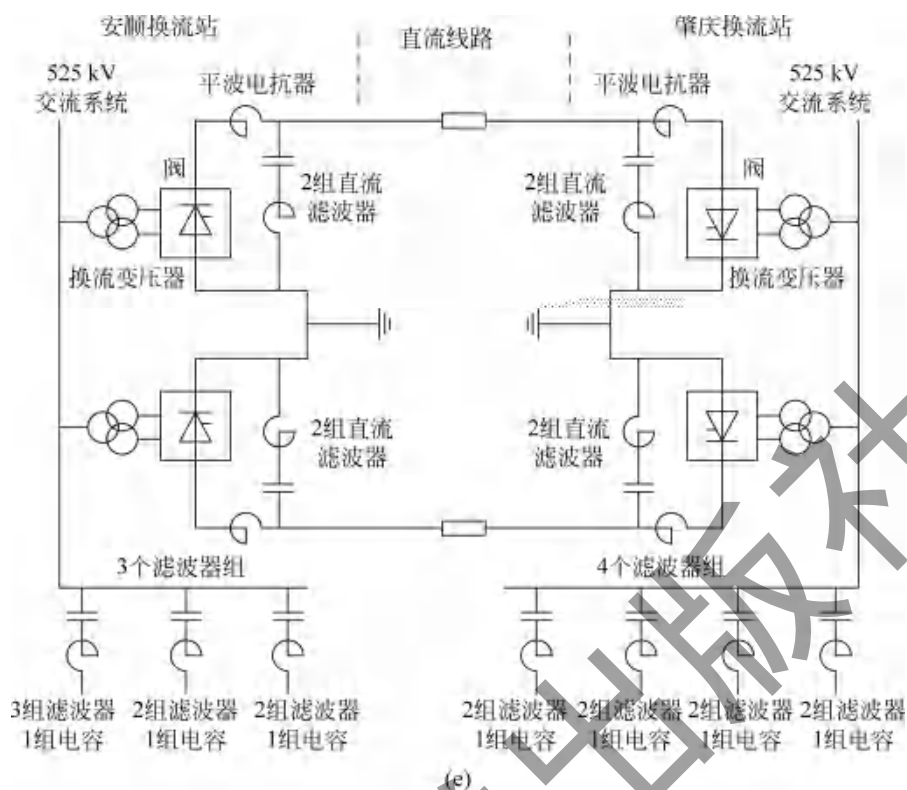 安顺换流站
直流线路
肇庆换流站
525 kV
交流系统
平波电抗器
平波电抗器
525 kV
交流系统
阀
2组直流
滤波器
2组直流
滤波器
阀
换流变压器
换流变压器
2组直流
滤波器
2组直流
滤波器
3个滤波器组
4个滤波器组
3组滤波器
1组电容
2组滤波器
1组电容
2组滤波器
1组电容
2组滤波器
1组电容
2组滤波器
1组电容
2组滤波器
1组电容
2组滤波器
1组电容
(e)
出版社